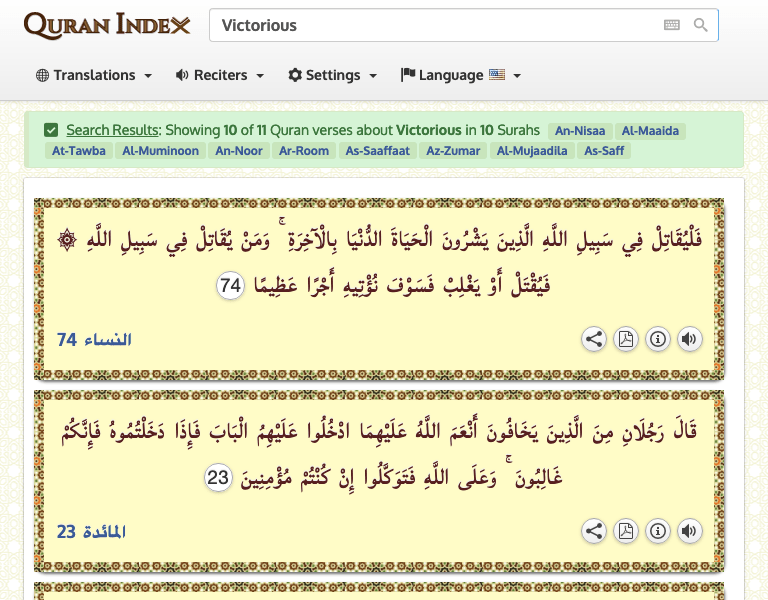 QURAN INDEX
Victorious
Translations Reciters Settings Language
Search Results: Showing 10 of 11 Quran verses about Victorious in 10 Surahs An-Nisaa Al-Maaida
At-Tawba Al-Muminoon An-Noor Ar-Room As-Saaffaat Az-Zumar Al-Mujaadila As-Saff
فَلْيُقَاتِلْ فِي سَبِيلِ اللَّهِ الَّذِينَ يَشْرُونَ الْحَيَاةَ الدُّنْيَا بِالْآخِرَةِ ۚ وَمَنْ يُقَاتِلْ فِي سَبِيلِ اللَّهِ ۞
فَيُقْتَلْ أَوْ يَغْلِبْ فَسَوْفَ نُؤْتِيهِ أَجْرًا عَظِيمًا 74
النساء 74
قَالَ رَجُلَانِ مِنَ الَّذِينَ يَخَافُونَ أَنْعَمَ اللَّهُ عَلَيْهِمَا ادْخُلُوا عَلَيْهِمُ الْبَابَ فَإِذَا دَخَلْتُمُوهُ فَإِنَّكُمْ
غَالِبُونَ ۚ وَعَلَى اللَّهِ فَتَوَكَّلُوا إِنْ كُنْتُمْ مُؤْمِنِينَ 23
المائدة 23